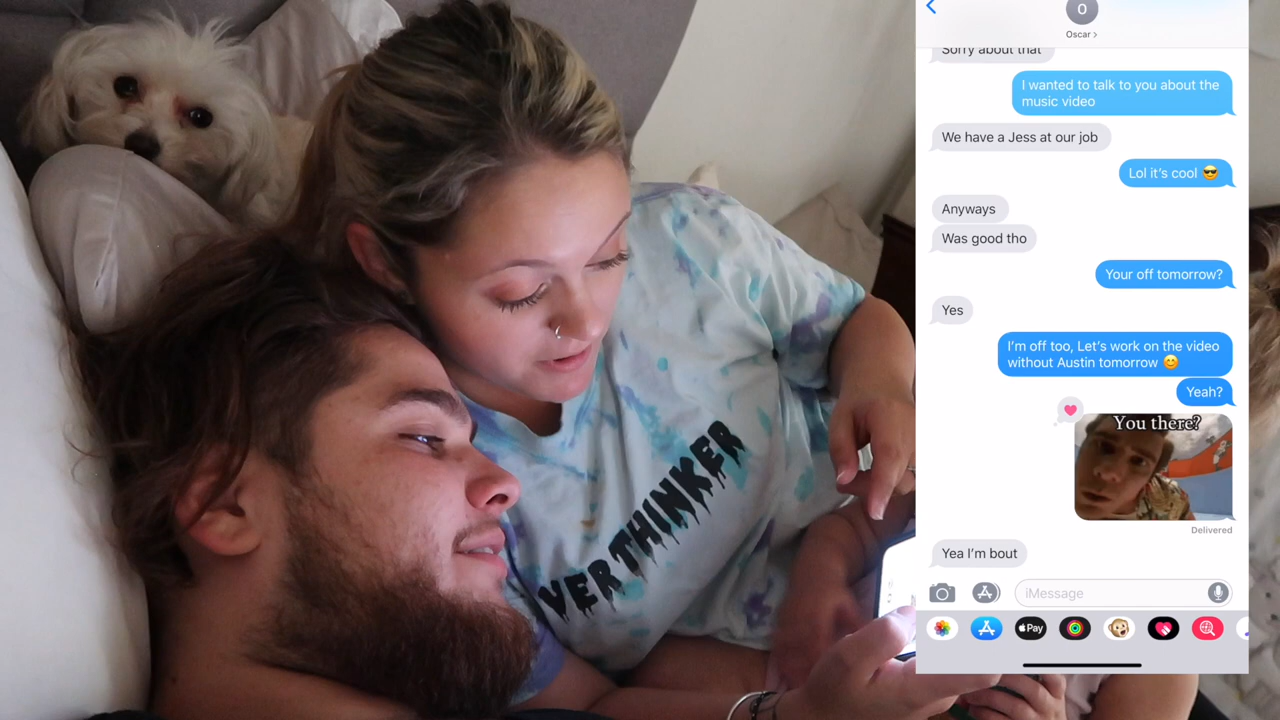 O
Oscar >
Sorry about that
I wanted to talk to you about the
music video
We have a Jess at our job
Lol it's cool 😎
Anyways
Was good tho
Your off tomorrow?
Yes
I'm off too, Let's work on the video
without Austin tomorrow 😊
Yeah?
You there?
Delivered
Yea I'm bout
iMessage
Pay
VERTHINKER